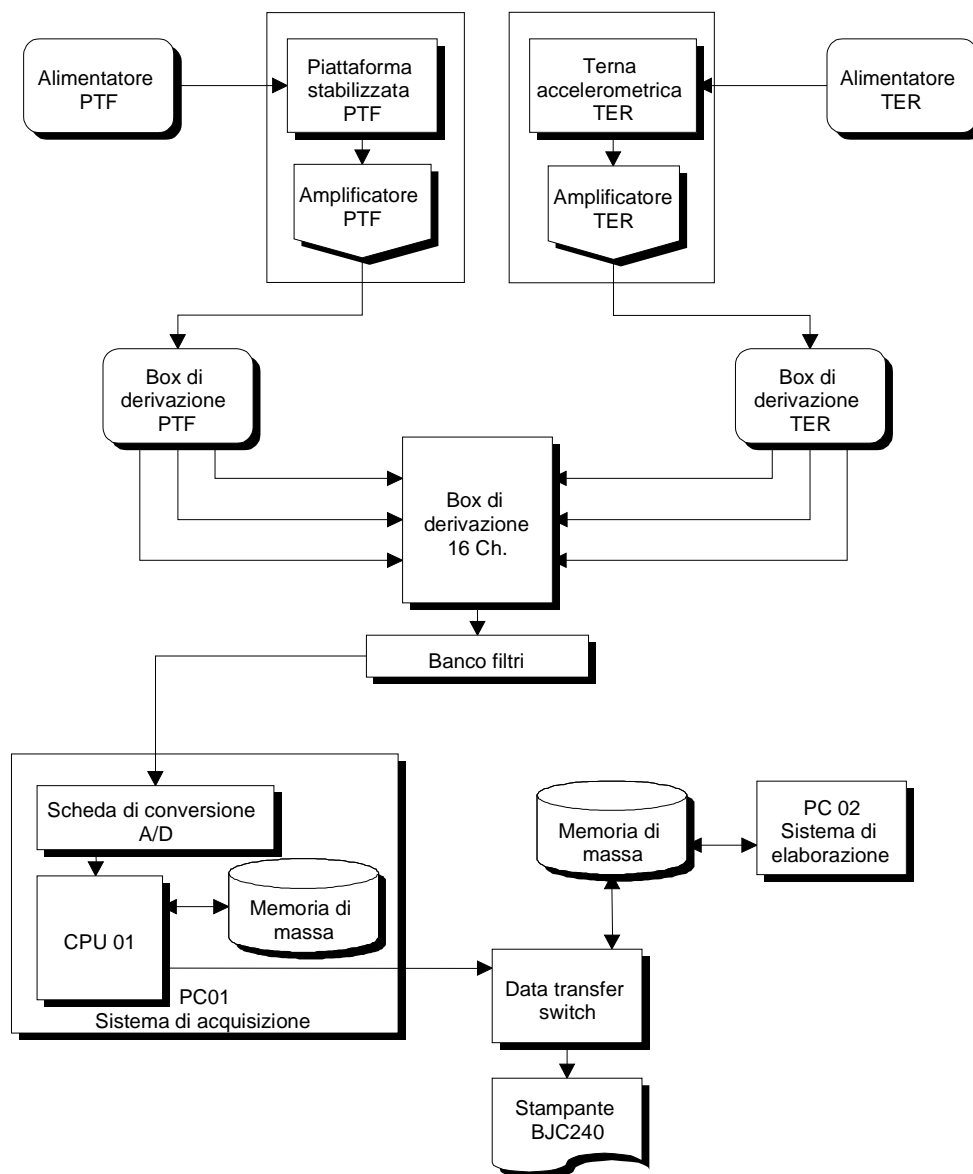 Alimentatore
PTF
Piattaforma
stabilizzata
PTF
Terna
accelerometrica
TER
Alimentatore
TER
Amplificatore
PTF
Amplificatore
TER
Box di
derivazione
PTF
Box di
derivazione
TER
Box di
derivazione
16 Ch.
Banco filtri
Scheda di conversione
A/D
CPU 01
Memoria di
massa
PC01
Sistema di acquisizione
Memoria di
massa
PC 02
Sistema di
elaborazione
Data transfer
switch
Stampante
BJC240